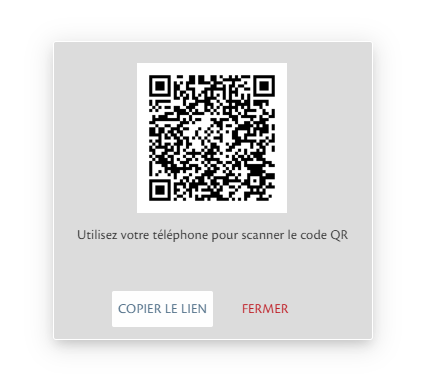 Utilisez votre téléphone pour scanner le code QR
COPIER LE LIEN FERMER